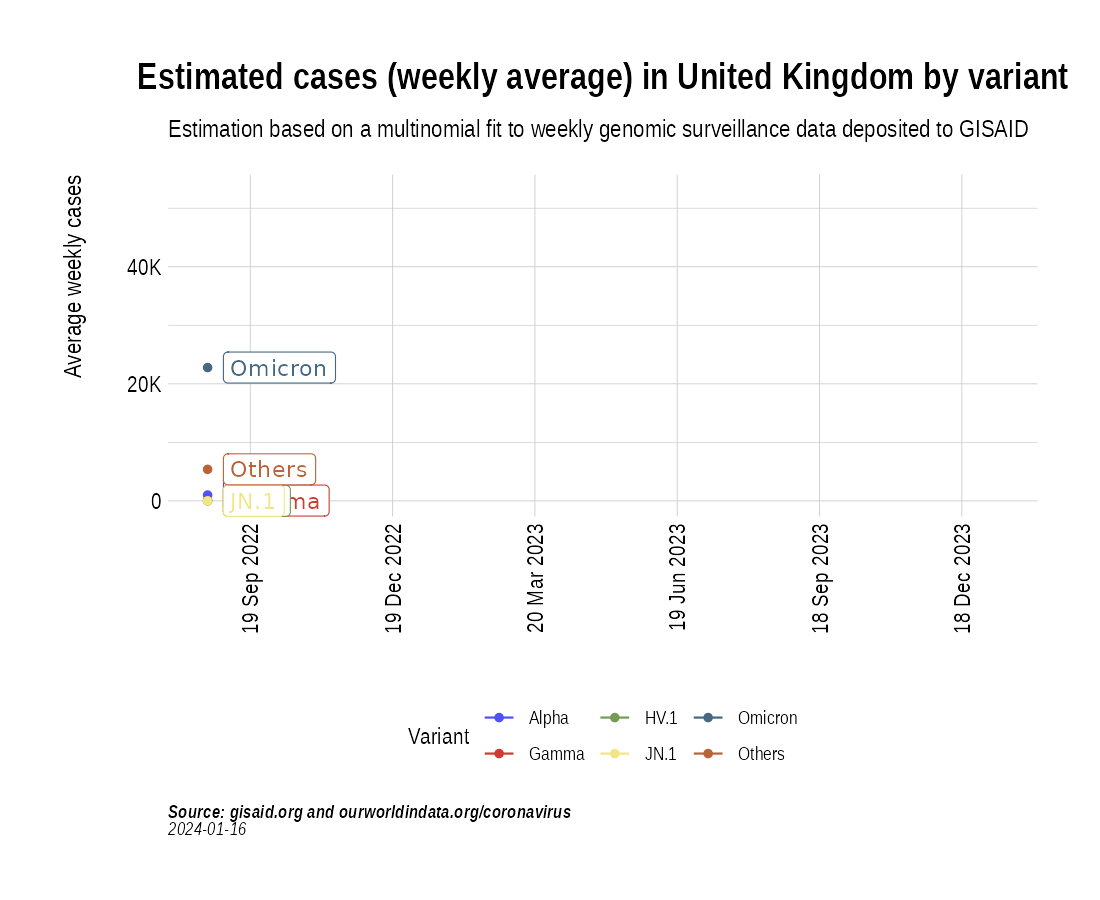 Estimated cases (weekly average) in United Kingdom by variant
Estimation based on a multinomial fit to weekly genomic surveillance data deposited to GISAID
Average weekly cases
40K
20K
0
Omicron
Others
JN.1
ma
19 Sep 2022
19 Dec 2022
20 Mar 2023
19 Jun 2023
18 Sep 2023
18 Dec 2023
Variant
Alpha
HV.1
Omicron
Gamma
JN.1
Others
Source: gisaid.org and ourworldindata.org/coronavirus
2024-01-16